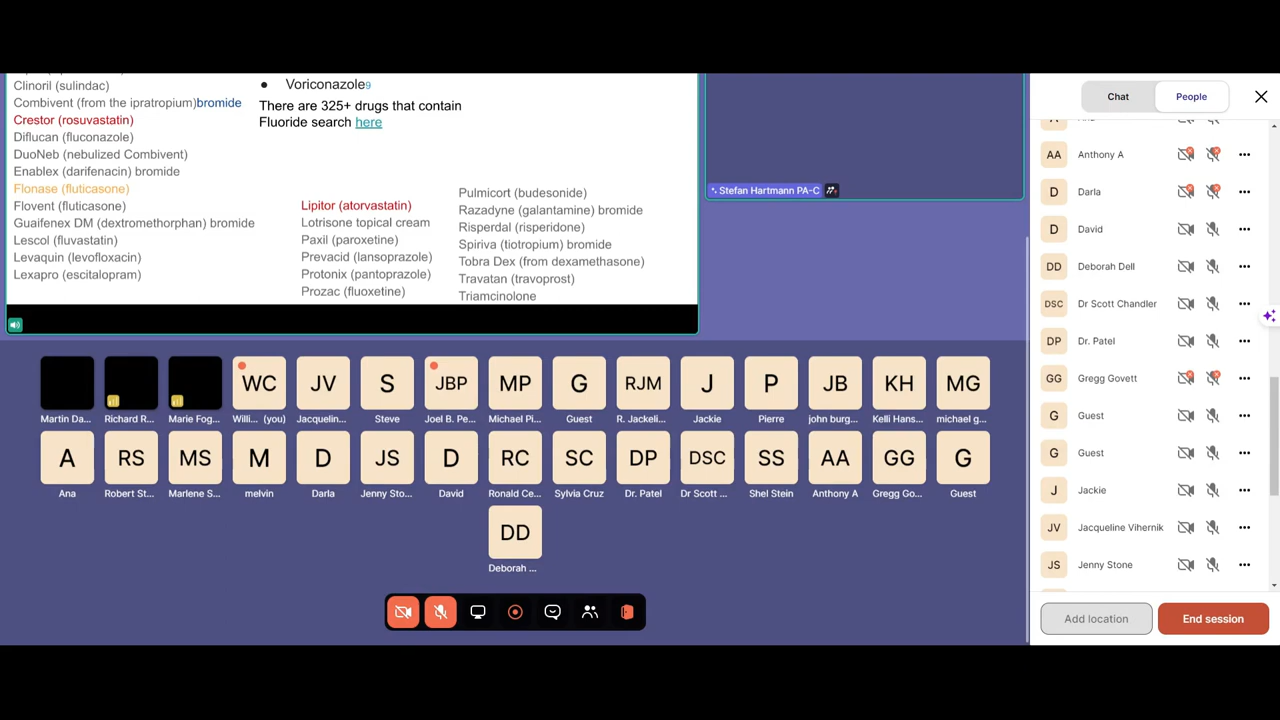 Clinoril (sulindac)
Combivent (from the ipratropium)bromide
Crestor (rosuvastatin)
Diflucan (fluconazole)
DuoNeb (nebulized Combivent)
Enablex (darifenacin) bromide
Flonase (fluticasone)
Flovent (fluticasone)
Guaifenex DM (dextromethorphan) bromide
Lescol (fluvastatin)
Levaquin (levofloxacin)
Lexapro (escitalopram)
● Voriconazole9
There are 325+ drugs that contain
Fluoride search here
Lipitor (atorvastatin)
Lotrisone topical cream
Paxil (paroxetine)
Prevacid (lansoprazole)
Protonix (pantoprazole)
Prozac (fluoxetine)
Pulmicort (budesonide)
Razadyne (galantamine) bromide
Risperdal (risperidone)
Spiriva (tiotropium) bromide
Tobra Dex (from dexamethasone)
Travatan (travoprost)
Triamcinolone
Stefan Hartmann PA-C
WC JV S JBP MP G RJM J P JB KH MG
Martin Da... Richard R... Marie Fog... Willi... (you) Jacquelin... Steve Joel B. Pe... Michael Pi... Guest R. Jackeli... Jackie Pierre john burg... Kelli Hans... michael g...
A RS MS M D JS D RC SC DP DSC SS AA GG G
Ana Robert St... Marlene S... melvin Darla Jenny Sto... David Ronald Ce... Sylvia Cruz Dr. Patel Dr Scott ... Shel Stein Anthony A Gregg Go... Guest
DD
Deborah ...
Chat People
AA Anthony A
D Darla
D David
DD Deborah Dell
DSC Dr Scott Chandler
DP Dr. Patel
GG Gregg Govett
G Guest
G Guest
J Jackie
JV Jacqueline Vihernik
JS Jenny Stone
Add location End session